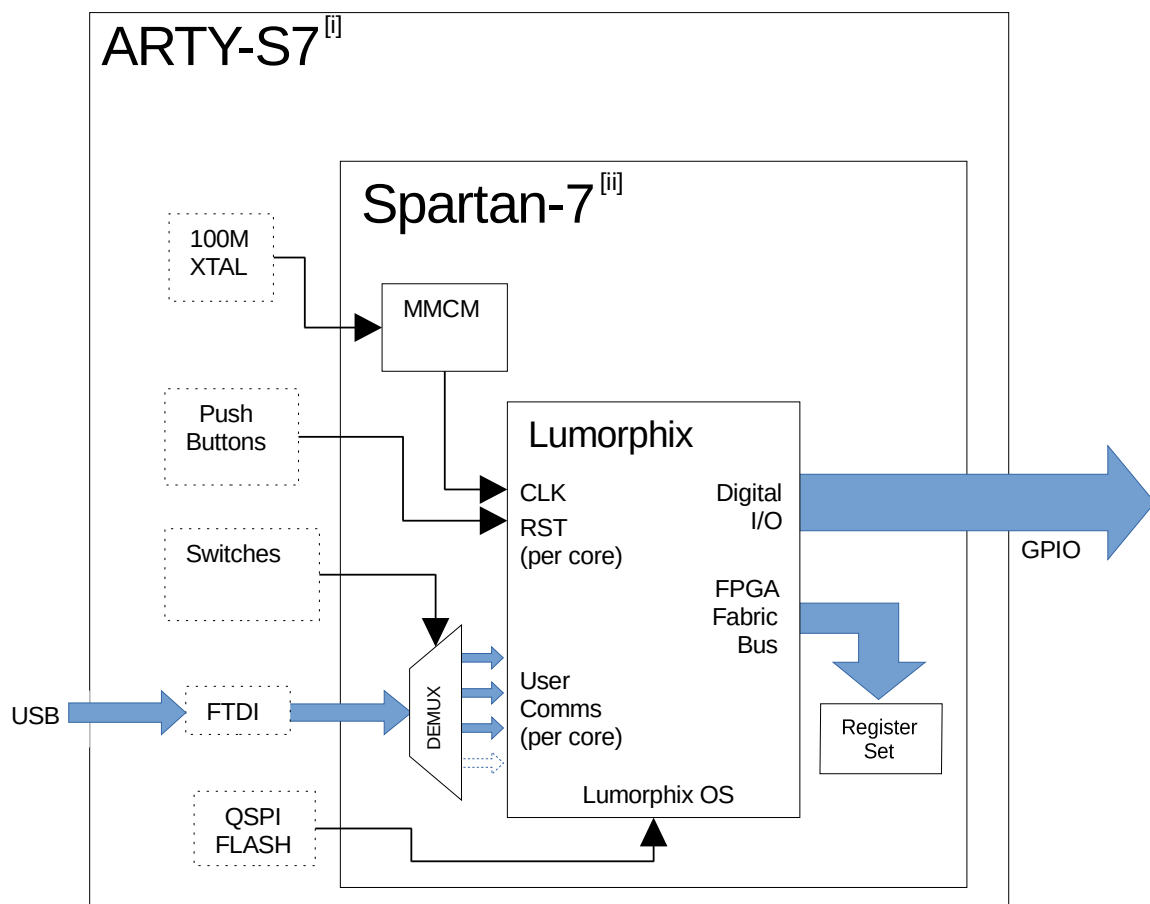 ARTY-S7[i]
Spartan-7[ii]
100M
XTAL
MMCM
Push
Buttons
Lumorphix
CLK
RST
(per core)
Digital
I/O
GPIO
Switches
FPGA
Fabric
Bus
USB
FTDI
DEMUX
User
Comms
(per core)
Register
Set
Lumorphix OS
QSPI
FLASH